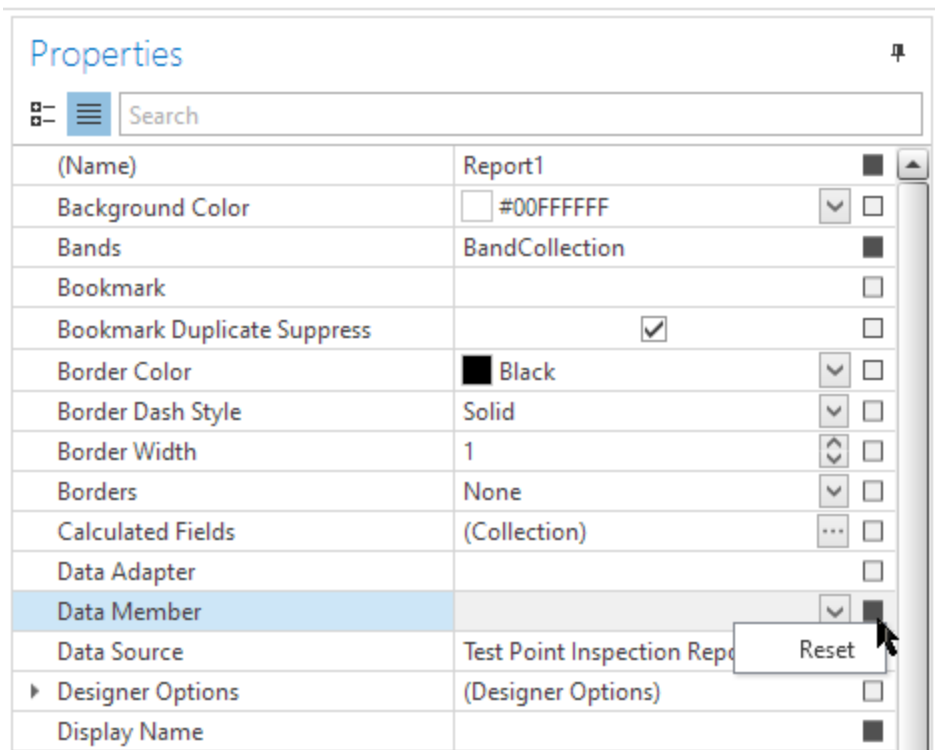 Properties
Search
(Name) Report1
Background Color #00FFFFFF
Bands BandCollection
Bookmark
Bookmark Duplicate Suppress
Border Color Black
Border Dash Style Solid
Border Width 1
Borders None
Calculated Fields (Collection) ...
Data Adapter
Data Member
Data Source Test Point Inspection Repo
Reset
Designer Options (Designer Options)
Display Name